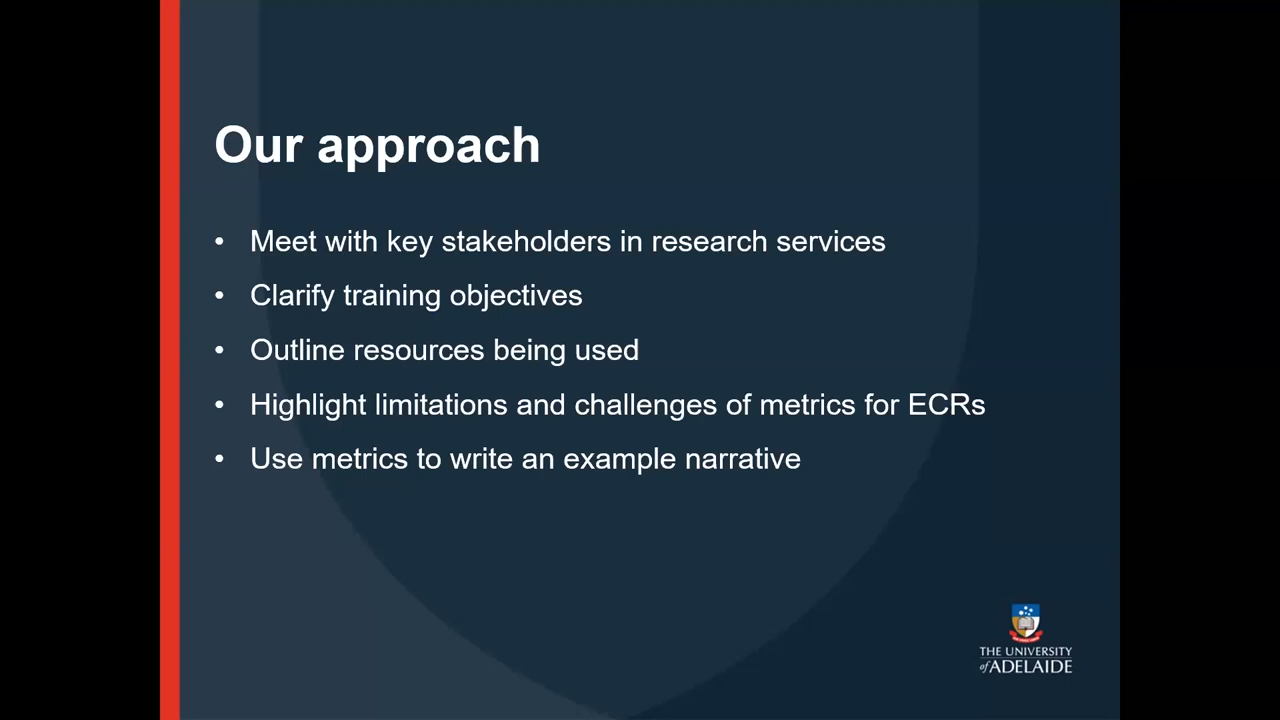 Our approach
• Meet with key stakeholders in research services
• Clarify training objectives
• Outline resources being used
• Highlight limitations and challenges of metrics for ECRs
• Use metrics to write an example narrative
THE UNIVERSITY
of ADELAIDE